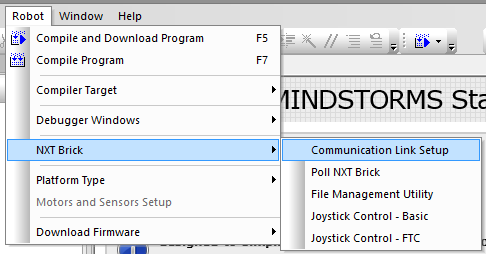 Robot Window Help
Compile and Download Program F5
Compile Program F7
Compiler Target
MINDSTORMS Sta
Debugger Windows
NXT Brick
Communication Link Setup
Poll NXT Brick
Platform Type
File Management Utility
Motors and Sensors Setup
Joystick Control - Basic
Download Firmware
Joystick Control - FTC